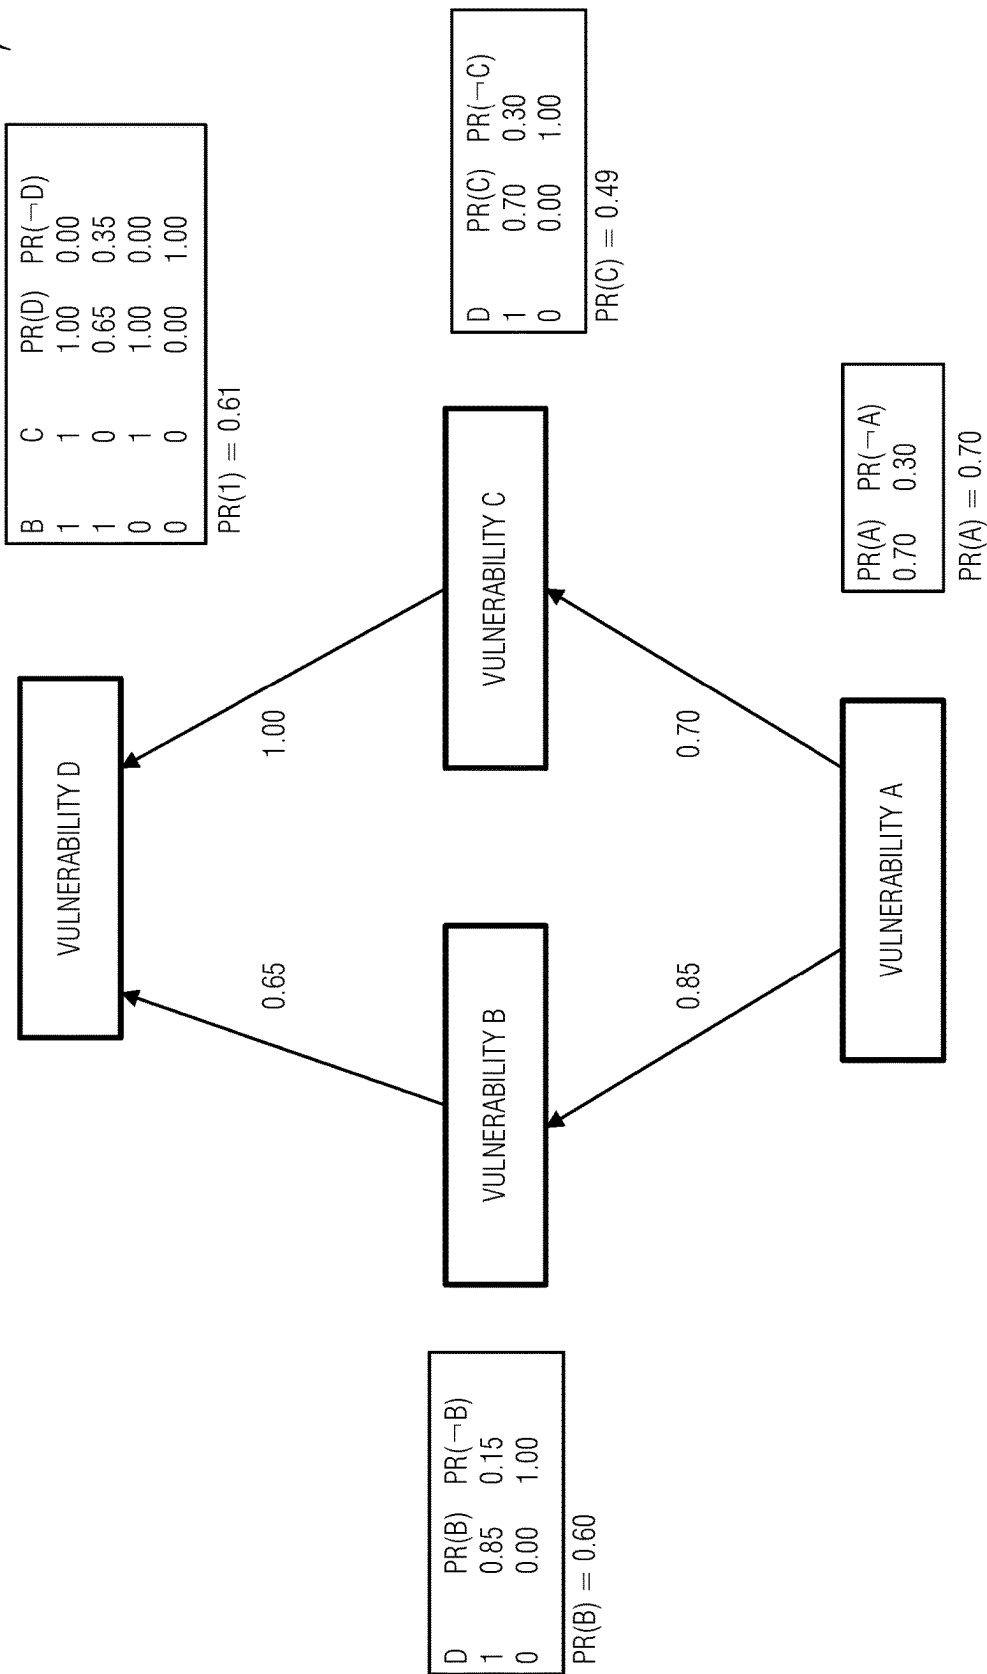 B C PR(D) PR(¬D)
1 1 1.00 0.00
1 0 0.65 0.35
0 1 1.00 0.00
0 0 0.00 1.00
PR(1) = 0.61
VULNERABILITY D
0.65
1.00
D PR(B) PR(¬B)
1 0.85 0.15
0 0.00 1.00
PR(B) = 0.60
VULNERABILITY B
VULNERABILITY C
D PR(C) PR(¬C)
1 0.70 0.30
0 0.00 1.00
PR(C) = 0.49
0.85
0.70
VULNERABILITY A
PR(A) PR(¬A)
0.70 0.30
PR(A) = 0.70